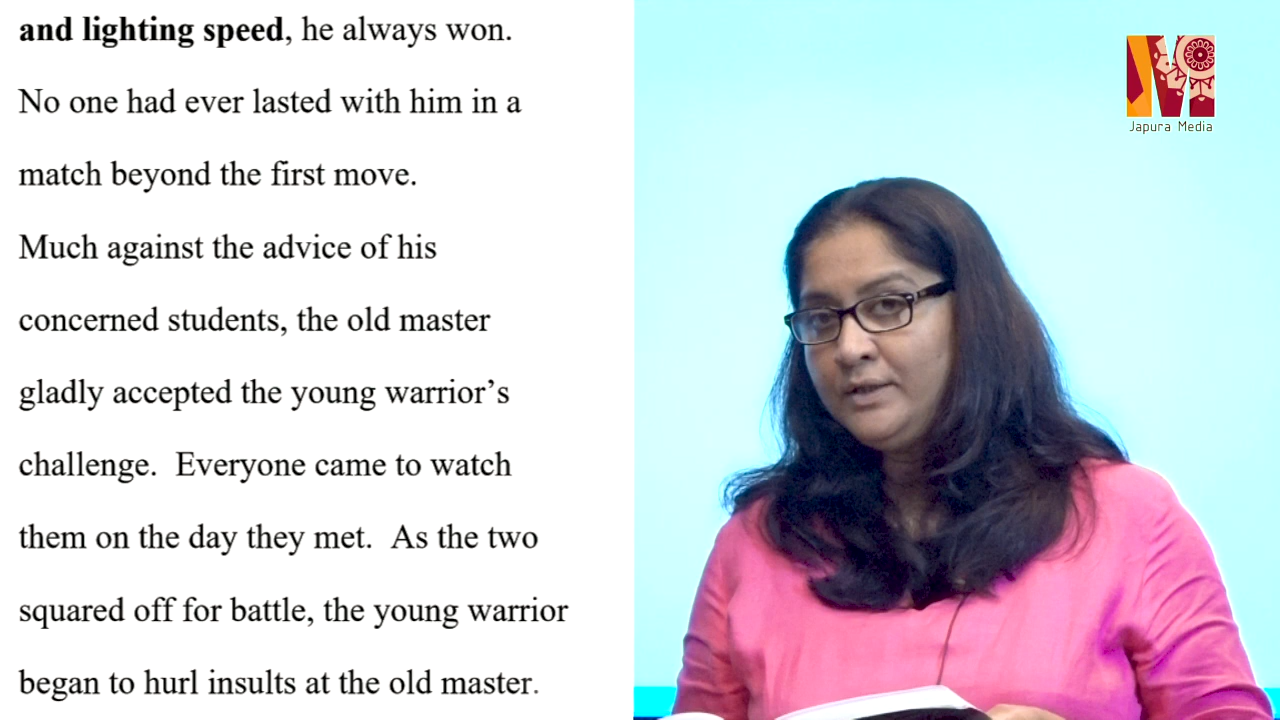 and lighting speed, he always won.
No one had ever lasted with him in a
match beyond the first move.
Much against the advice of his
concerned students, the old master
gladly accepted the young warrior’s
challenge.  Everyone came to watch
them on the day they met.  As the two
squared off for battle, the young warrior
began to hurl insults at the old master.
Japura Media